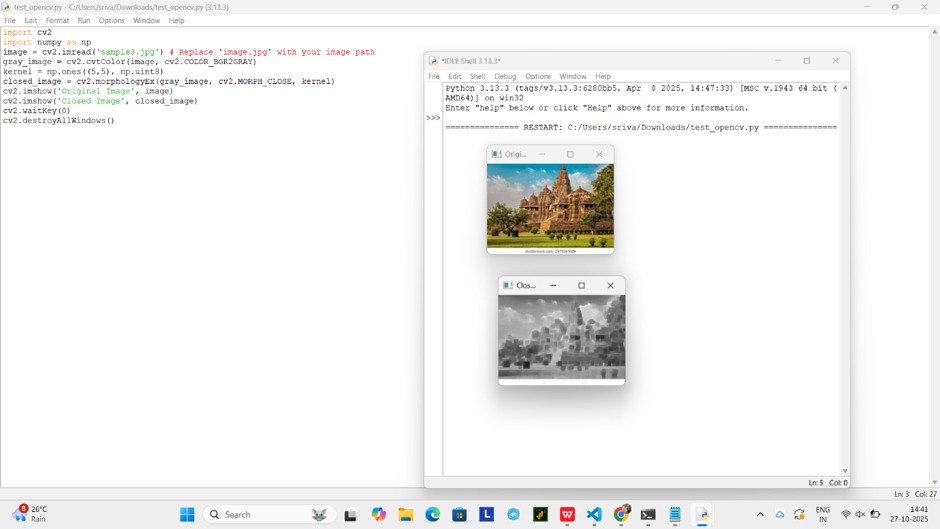 test_opencv.py - C:/Users/sriva/Downloads/test_opencv.py (3.13.3)
File Edit Format Run Options Window Help
import cv2
import numpy as np
image = cv2.imread('sample3.jpg') # Replace 'image.jpg' with your image path
gray_image = cv2.cvtColor(image, cv2.COLOR_BGR2GRAY)
kernel = np.ones((5,5), np.uint8)
closed_image = cv2.morphologyEx(gray_image, cv2.MORPH_CLOSE, kernel)
cv2.imshow('Original Image', image)
cv2.imshow('Closed Image', closed_image)
cv2.waitKey(0)
cv2.destroyAllWindows()
*IDLE Shell 3.13.3*
File Edit Shell Debug Options Window Help
Python 3.13.3 (tags/v3.13.3:6280bb5, Apr 8 2025, 14:47:33) [MSC v.1943 64 bit (
AMD64)] on win32
Enter "help" below or click "Help" above for more information.
>>>
=============== RESTART: C:/Users/sriva/Downloads/test_opencv.py ===============
Origi...
Clos...
Ln: 5 Col: 0
Ln: 3 Col: 27
8
26°C
Rain
Search
L
W
ENG
IN
14:41
27-10-2025